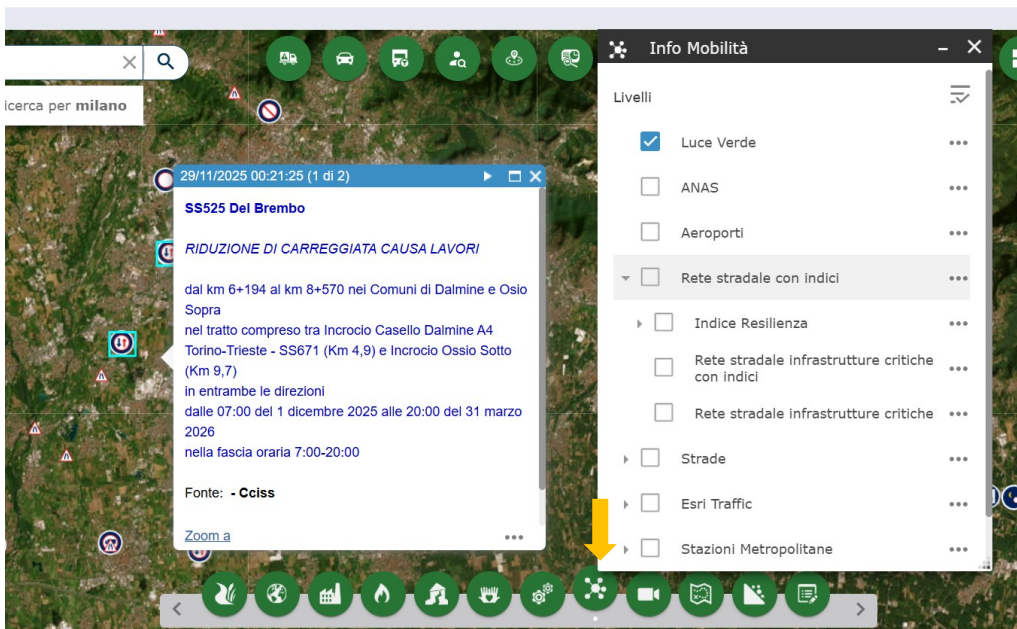 icerca per milano
29/11/2025 00:21:25 (1 di 2)
SS525 Del Brembo
RIDUZIONE DI CARREGGIATA CAUSA LAVORI
dal km 6+194 al km 8+570 nei Comuni di Dalmine e Osio
Sopra
nel tratto compreso tra Incrocio Casello Dalmine A4
Torino-Trieste - SS671 (Km 4,9) e Incrocio Ossio Sotto
(Km 9,7)
in entrambe le direzioni
dalle 07:00 del 1 dicembre 2025 alle 20:00 del 31 marzo
2026
nella fascia oraria 7:00-20:00
Fonte: - Cciss
Zoom a
Info Mobilità
Livelli
Luce Verde
ANAS
Aeroporti
Rete stradale con indici
Indice Resilienza
Rete stradale infrastrutture critiche
con indici
Rete stradale infrastrutture critiche
Strade
Esri Traffic
Stazioni Metropolitane